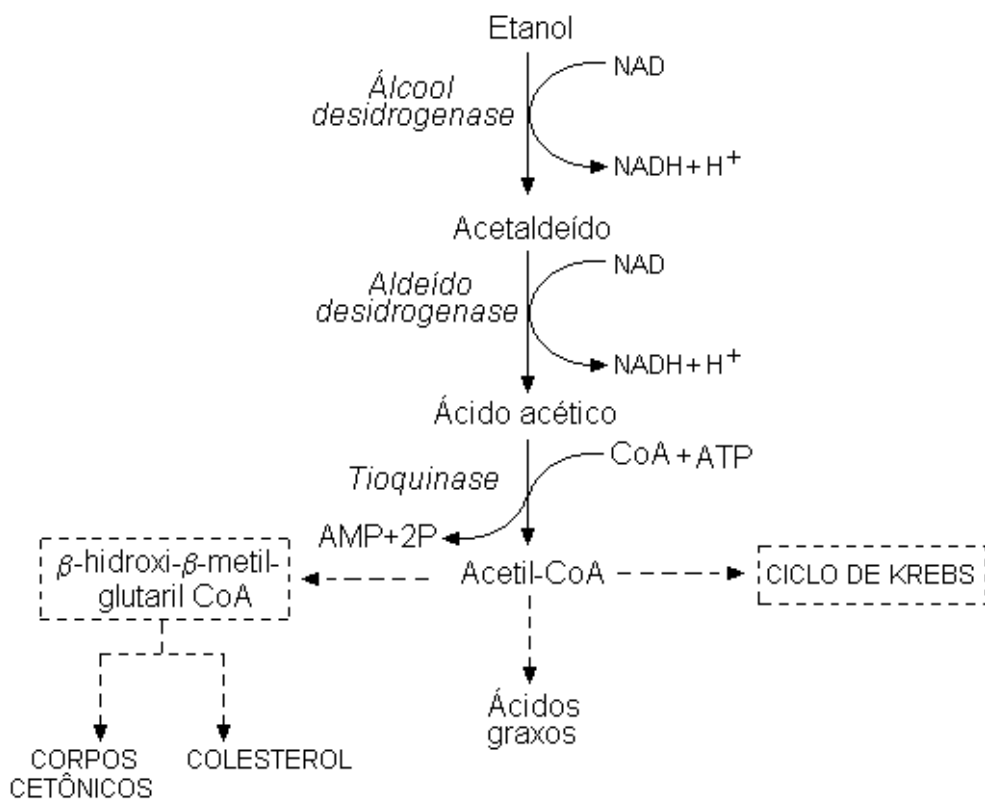 Etanol
Álcool
desidrogenase
NAD
NADH + H⁺
Acetaldeído
Aldeído
desidrogenase
NAD
NADH + H⁺
Ácido acético
Tioquinase
CoA + ATP
AMP+2P
β-hidroxi-β-metil-
glutaril CoA
Acetil-CoA
CICLO DE KREBS
Ácidos
graxos
CORPOS
CETÔNICOS
COLESTEROL